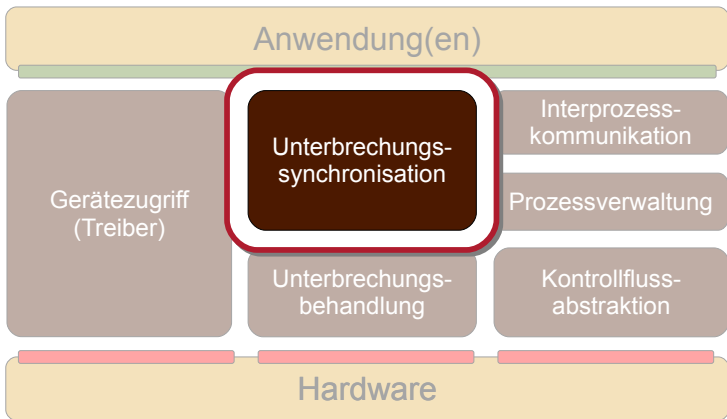 Anwendung(en)
Gerätezugriff
(Treiber)
Unterbrechungs-
synchronisation
Interprozess-
kommunikation
Prozessverwaltung
Unterbrechungs-
behandlung
Kontrollfluss-
abstraktion
Hardware